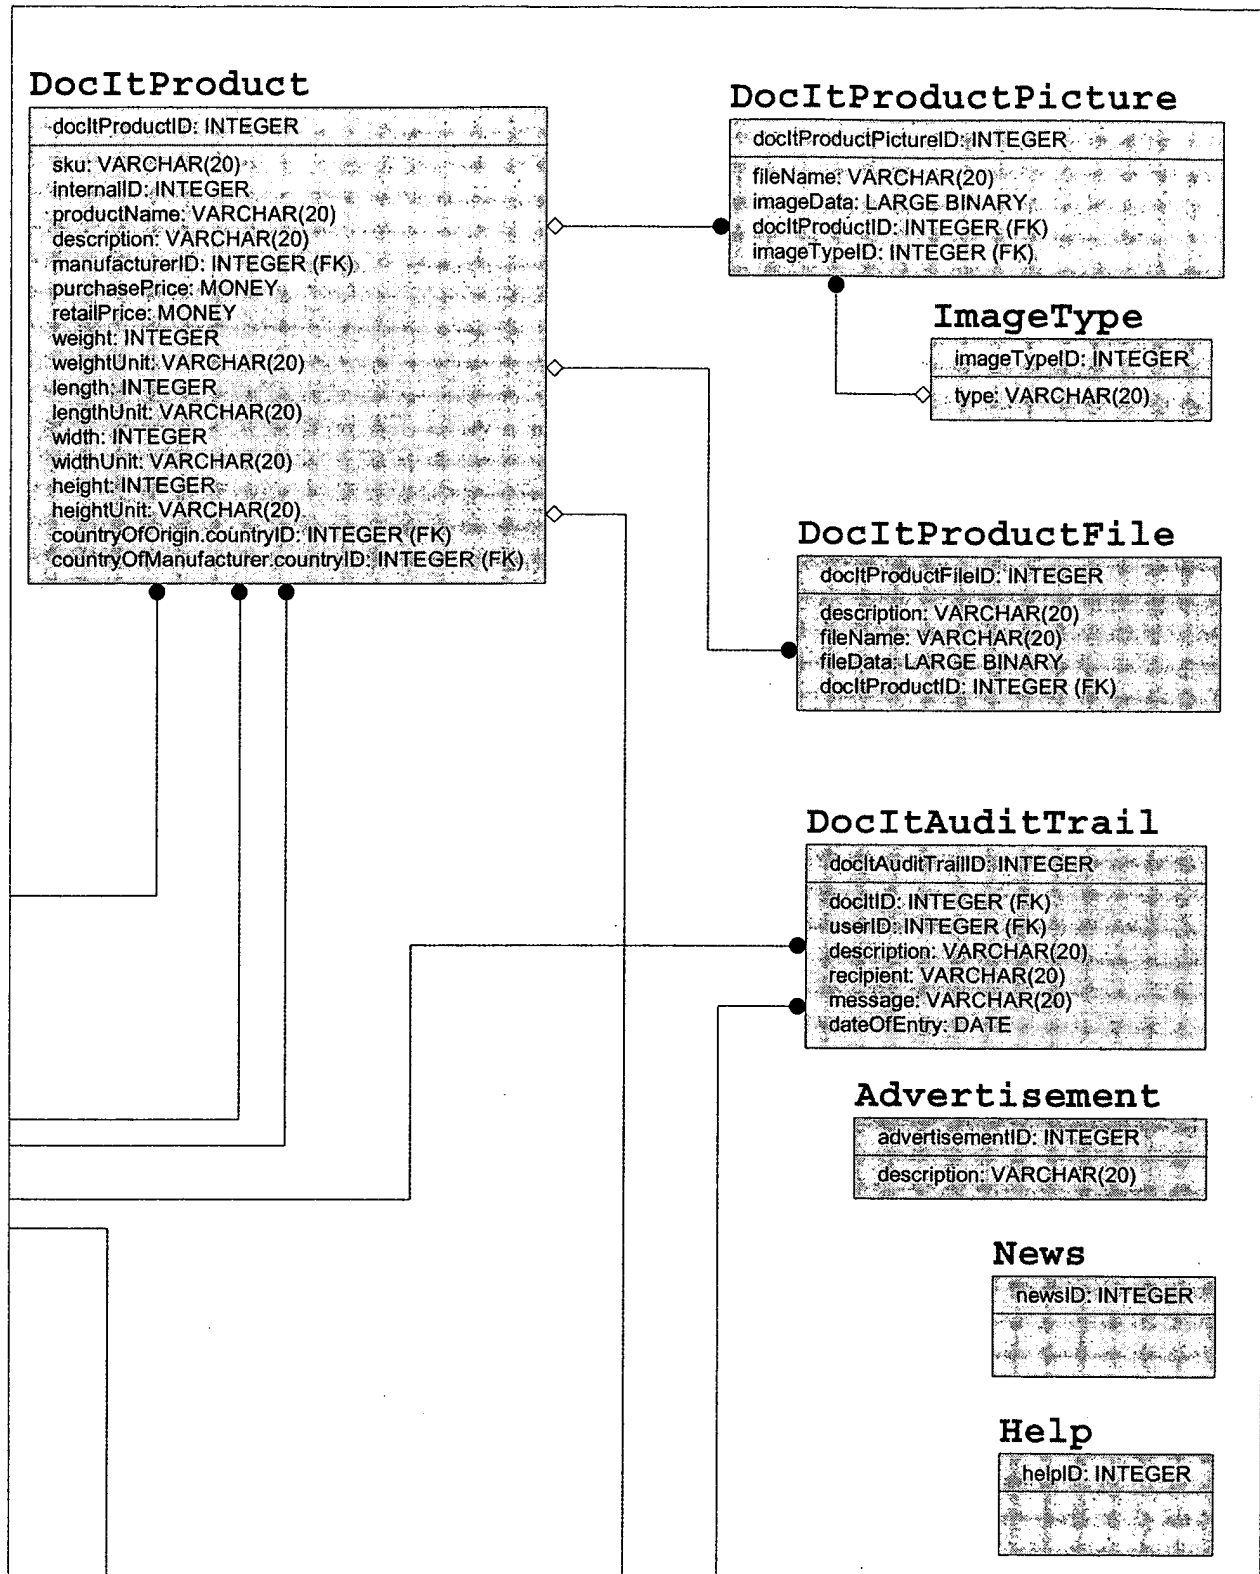 DocItProduct
docItProductID: INTEGER
sku: VARCHAR(20)
internalID: INTEGER
productName: VARCHAR(20)
description: VARCHAR(20)
manufacturerID: INTEGER (FK)
purchasePrice: MONEY
retailPrice: MONEY
weight: INTEGER
weightUnit: VARCHAR(20)
length: INTEGER
lengthUnit: VARCHAR(20)
width: INTEGER
widthUnit: VARCHAR(20)
height: INTEGER
heightUnit: VARCHAR(20)
countryOfOrigin.countryID: INTEGER (FK)
countryOfManufacturer.countryID: INTEGER (FK)
DocItProductPicture
docItProductPictureID: INTEGER
fileName: VARCHAR(20)
imageData: LARGE BINARY
docItProductID: INTEGER (FK)
imageTypeID: INTEGER (FK)
ImageType
imageTypeID: INTEGER
type: VARCHAR(20)
DocItProductFile
docItProductFileID: INTEGER
description: VARCHAR(20)
fileName: VARCHAR(20)
fileData: LARGE BINARY
docItProductID: INTEGER (FK)
DocItAuditTrail
docItAuditTrailID: INTEGER
docItID: INTEGER (FK)
userID: INTEGER (FK)
description: VARCHAR(20)
recipient: VARCHAR(20)
message: VARCHAR(20)
dateOfEntry: DATE
Advertisement
advertisementID: INTEGER
description: VARCHAR(20)
News
newsID: INTEGER
Help
helpID: INTEGER